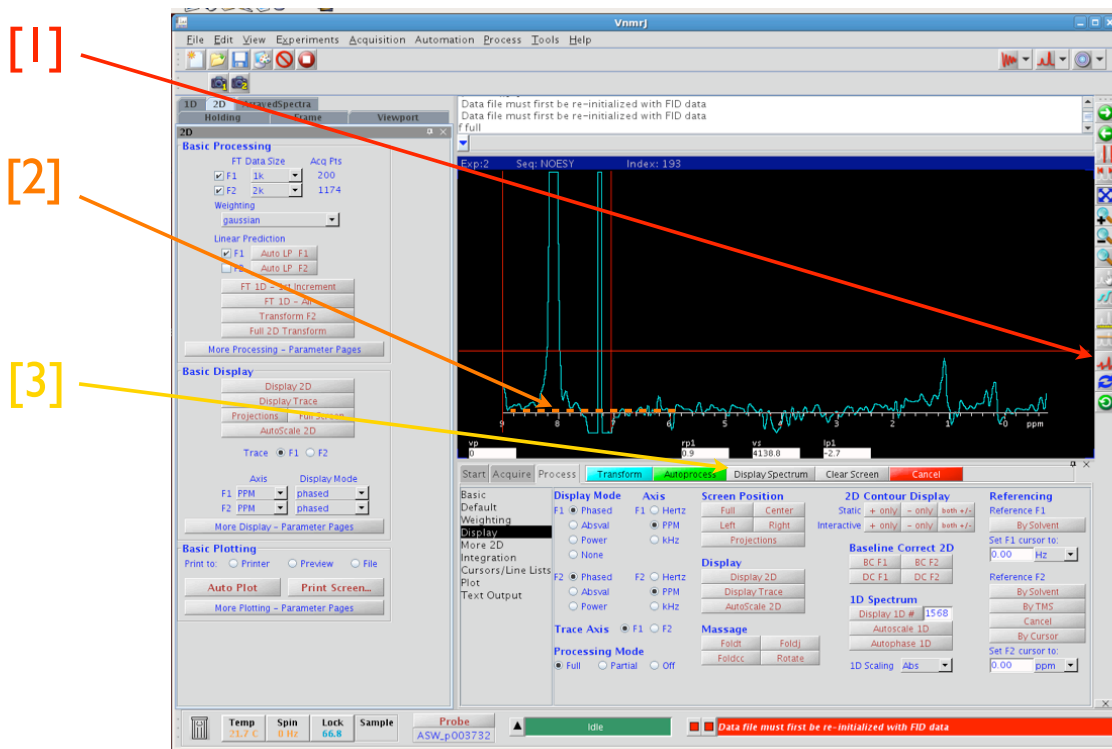 [1]
[2]
[3]
VnmrJ
File Edit View Experiments Acquisition Automation Process Tools Help
1D 2D ArrayedSpectra
Holding Frame Viewport
2D
Basic Processing
FT Data Size Acq Pts
F1 1k 200
F2 2k 1174
Weighting
gaussian
Linear Prediction
F1 Auto LP F1
F2 Auto LP F2
FT 1D - 1st Increment
FT 1D - All
Transform F2
Full 2D Transform
More Processing - Parameter Pages
Basic Display
Display 2D
Display Trace
Projections Full Screen
AutoScale 2D
Trace F1 F2
Axis Display Mode
F1 PPM phased
F2 PPM phased
More Display - Parameter Pages
Basic Plotting
Print to: Printer Preview File
Auto Plot Print Screen...
More Plotting - Parameter Pages
Data file must first be re-initialized with FID data
Data file must first be re-initialized with FID data
f full
Exp:2 Seq: NOESY Index: 193
9 8 7 6 5 4 3 2 1 0 ppm
vp rp1 vs lp1
0 0.9 4138.8 -2.7
Start Acquire Process Transform Autoprocess Display Spectrum Clear Screen Cancel
Basic
Default
Weighting
Display
More 2D
Integration
Cursors/Line Lists
Plot
Text Output
Display Mode Axis
F1 Phased F1 Hertz
Absval PPM
Power kHz
None
F2 Phased F2 Hertz
Absval PPM
Power kHz
Trace Axis F1 F2
Processing Mode
Full Partial Off
Screen Position
Full Center
Left Right
Projections
Display
Display 2D
Display Trace
AutoScale 2D
Massage
Foldt Foldj
Foldcc Rotate
2D Contour Display
Static + only - only both +/-
Interactive + only - only both +/-
Baseline Correct 2D
BC F1 BC F2
DC F1 DC F2
1D Spectrum
Display 1D # 1568
Autoscale 1D
Autophase 1D
1D Scaling Abs
Referencing
Reference F1
By Solvent
Set F1 cursor to:
0.00 Hz
Reference F2
By Solvent
By TMS
Cancel
By Cursor
Set F2 cursor to:
0.00 ppm
Temp Spin Lock Sample Probe
21.7 C 0 Hz 66.8 ASW_p003732
Idle
Data file must first be re-initialized with FID data